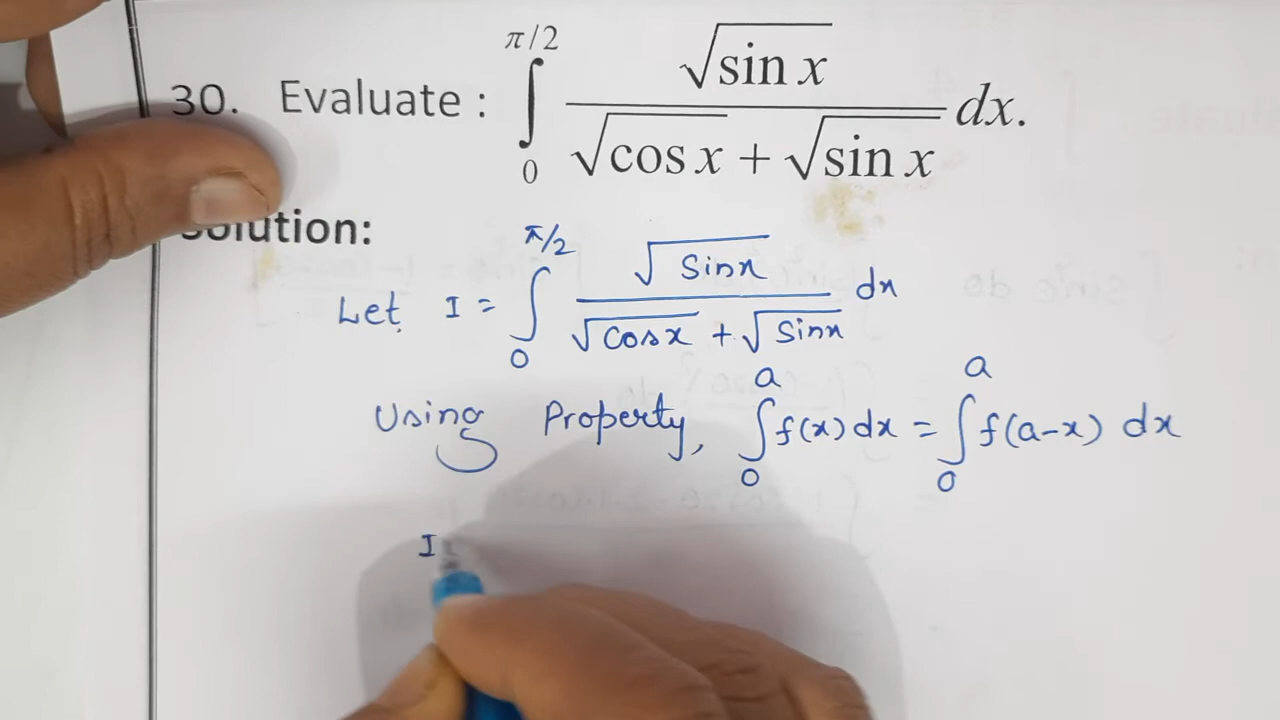 30. Evaluate : ∫₀^{π/2} √sin x / (√cos x + √sin x) dx.
Solution:
Let, I = ∫₀^{π/2} √Sinx / (√Cosx + √Sinx) dx
Using Property, ∫₀^a f(x) dx = ∫₀^a f(a-x) dx
I